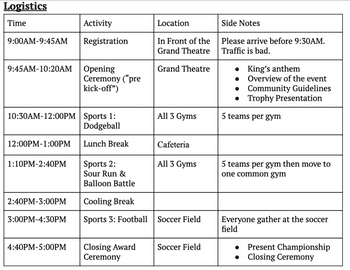 Logistics
Time Activity Location Side Notes
9:00AM-9:45AM Registration In Front of the Please arrive before 9:30AM.
Grand Theatre Traffic is bad.
9:45AM-10:20AM Opening Grand Theatre ● King's anthem
Ceremony ("pre ● Overview of the event
kick-off") ● Community Guidelines
● Trophy Presentation
10:30AM-12:00PM Sports 1: All 3 Gyms 5 teams per gym
Dodgeball
12:00PM-1:00PM Lunch Break Cafeteria
1:10PM-2:40PM Sports 2: All 3 Gyms 5 teams per gym then move to
Sour Run & one common gym
Balloon Battle
2:40PM-3:00PM Cooling Break
3:00PM-4:30PM Sports 3: Football Soccer Field Everyone gather at the soccer
field
4:40PM-5:00PM Closing Award Soccer Field ● Present Championship
Ceremony ● Closing Ceremony